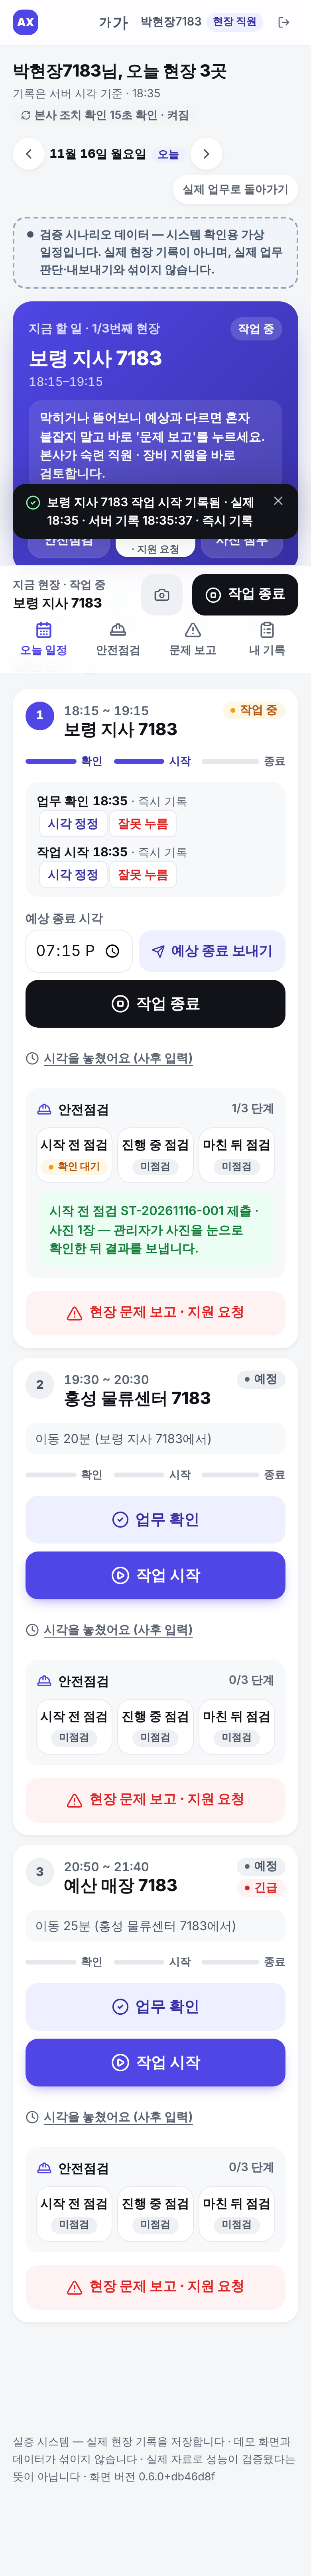 AX 가가 박현장7183 현장 직원
박현장7183님, 오늘 현장 3곳
기록은 서버 시각 기준 · 18:35
본사 조치 확인 15초 확인 · 켜짐
11월 16일 월요일 오늘
실제 업무로 돌아가기
검증 시나리오 데이터 — 시스템 확인용 가상
일정입니다. 실제 현장 기록이 아니며, 실제 업무
판단·내보내기와 섞이지 않습니다.
지금 할 일 · 1/3번째 현장 작업 중
보령 지사 7183
18:15–19:15
막히거나 뜯어보니 예상과 다르면 혼자
붙잡지 말고 바로 '문제 보고'를 누르세요.
본사가 숙련 직원 · 장비 지원을 바로
검토합니다.
보령 지사 7183 작업 시작 기록됨 · 실제
18:35 · 서버 기록 18:35:37 · 즉시 기록
안전점검 · 지원 요청 사진 첨부
지금 현장 · 작업 중
보령 지사 7183
작업 종료
오늘 일정 안전점검 문제 보고 내 기록
1 18:15 ~ 19:15 작업 중
보령 지사 7183
확인 시작 종료
업무 확인 18:35 · 즉시 기록
시각 정정 잘못 누름
작업 시작 18:35 · 즉시 기록
시각 정정 잘못 누름
예상 종료 시각
07:15 P 예상 종료 보내기
작업 종료
시각을 놓쳤어요 (사후 입력)
안전점검 1/3 단계
시작 전 점검 진행 중 점검 마친 뒤 점검
확인 대기 미점검 미점검
시작 전 점검 ST-20261116-001 제출 ·
사진 1장 — 관리자가 사진을 눈으로
확인한 뒤 결과를 보냅니다.
현장 문제 보고 · 지원 요청
2 19:30 ~ 20:30 예정
홍성 물류센터 7183
이동 20분 (보령 지사 7183에서)
확인 시작 종료
업무 확인
작업 시작
시각을 놓쳤어요 (사후 입력)
안전점검 0/3 단계
시작 전 점검 진행 중 점검 마친 뒤 점검
미점검 미점검 미점검
현장 문제 보고 · 지원 요청
3 20:50 ~ 21:40 예정
예산 매장 7183 긴급
이동 25분 (홍성 물류센터 7183에서)
확인 시작 종료
업무 확인
작업 시작
시각을 놓쳤어요 (사후 입력)
안전점검 0/3 단계
시작 전 점검 진행 중 점검 마친 뒤 점검
미점검 미점검 미점검
현장 문제 보고 · 지원 요청
실증 시스템 — 실제 현장 기록을 저장합니다 · 데모 화면과
데이터가 섞이지 않습니다 · 실제 자료로 성능이 검증됐다는
뜻이 아닙니다 · 화면 버전 0.6.0+db46d8f